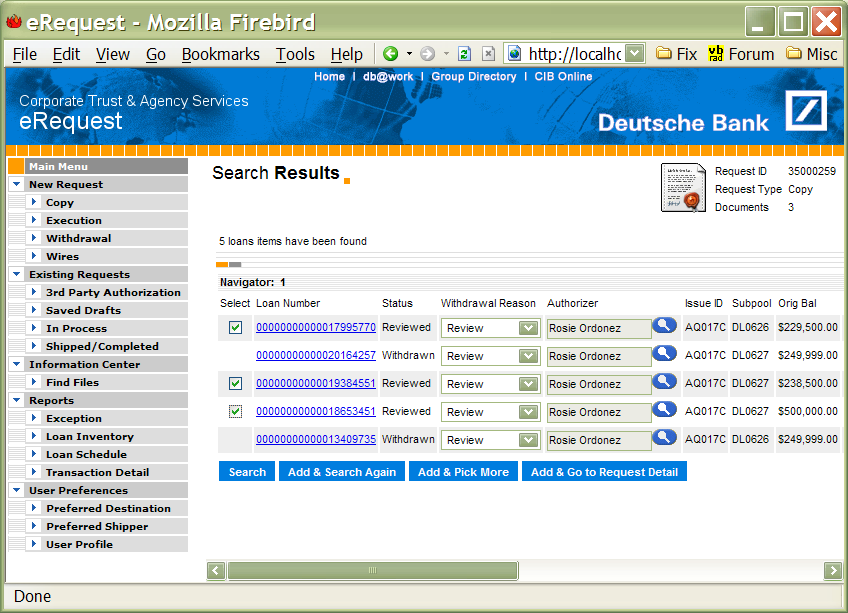 eRequest - Mozilla Firebird
File Edit View Go Bookmarks Tools Help http://localhc Fix vb rad Forum Misc
Home | db@work | Group Directory | CIB Online
Corporate Trust & Agency Services
eRequest
Deutsche Bank
Main Menu
New Request
Copy
Execution
Withdrawal
Wires
Existing Requests
3rd Party Authorization
Saved Drafts
In Process
Shipped/Completed
Information Center
Find Files
Reports
Exception
Loan Inventory
Loan Schedule
Transaction Detail
User Preferences
Preferred Destination
Preferred Shipper
User Profile
Search Results
Request ID 35000259
Request Type Copy
Documents 3
5 loans items have been found
Navigator: 1
Select Loan Number Status Withdrawal Reason Authorizer Issue ID Subpool Orig Bal
00000000000017995770 Reviewed Review Rosie Ordonez AQ017C DL0626 $229,500.00
00000000000020164257 Withdrawn Review Rosie Ordonez AQ017C DL0627 $249,999.00
00000000000019384551 Reviewed Review Rosie Ordonez AQ017C DL0626 $238,500.00
00000000000018653451 Reviewed Review Rosie Ordonez AQ017C DL0627 $500,000.00
00000000000013409735 Withdrawn Review Rosie Ordonez AQ017C DL0626 $249,999.00
Search Add & Search Again Add & Pick More Add & Go to Request Detail
Done